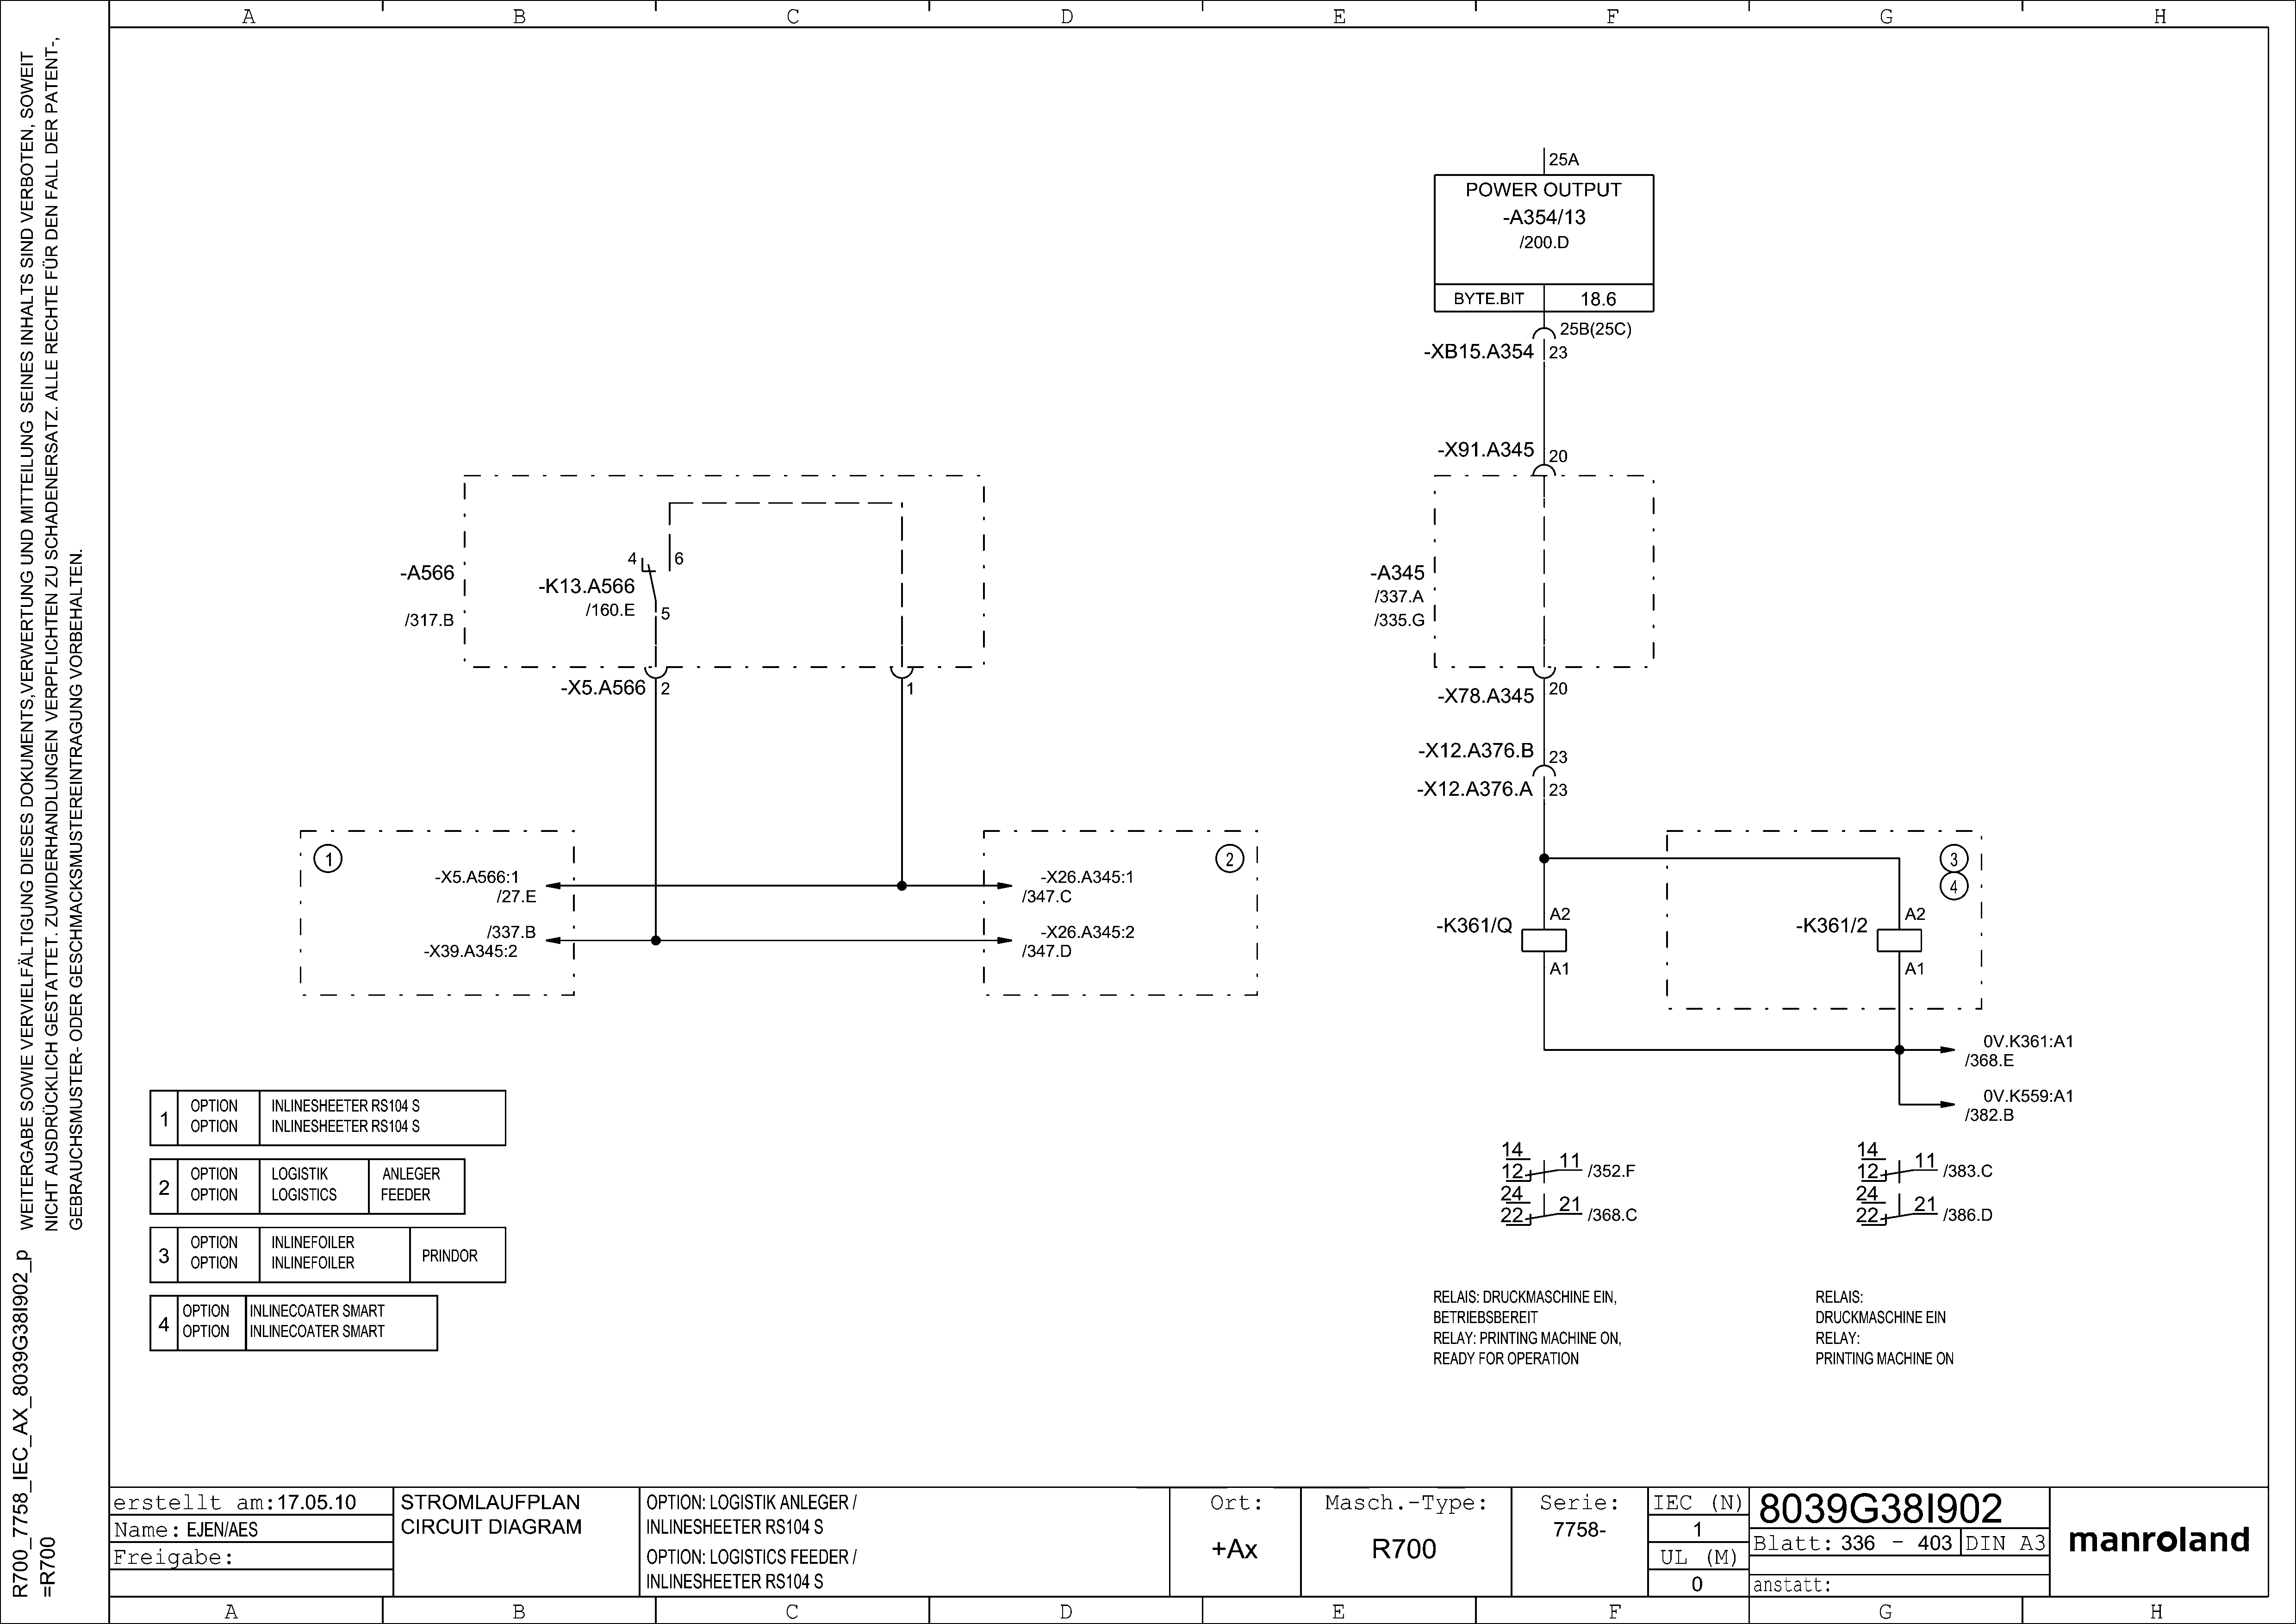 A B C D E F G H
WEITERGABE SOWIE VERVIELFÄLTIGUNG DIESES DOKUMENTS,VERWERTUNG UND MITTEILUNG SEINES INHALTS SIND VERBOTEN, SOWEIT
NICHT AUSDRÜCKLICH GESTATTET. ZUWIDERHANDLUNGEN VERPFLICHTEN ZU SCHADENERSATZ. ALLE RECHTE FÜR DEN FALL DER PATENT-,
GEBRAUCHSMUSTER- ODER GESCHMACKSMUSTEREINTRAGUNG VORBEHALTEN.
R700_7758_IEC_AX_8039G38I902_p
=R700
25A
POWER OUTPUT
-A354/13
/200.D
BYTE.BIT 18.6
25B(25C)
-XB15.A354 23
-X91.A345 20
-A345
/337.A
/335.G
-X78.A345 20
-X12.A376.B 23
-X12.A376.A 23
-A566
/317.B
4 6
-K13.A566
/160.E 5
-X5.A566 2 1
1
-X5.A566:1
/27.E
/337.B
-X39.A345:2
2
-X26.A345:1
/347.C
-X26.A345:2
/347.D
3
4
-K361/Q A2
A1
-K361/2 A2
A1
0V.K361:A1
/368.E
0V.K559:A1
/382.B
14
12 11 /352.F
24
22 21 /368.C
14
12 11 /383.C
24
22 21 /386.D
RELAIS: DRUCKMASCHINE EIN,
BETRIEBSBEREIT
RELAY: PRINTING MACHINE ON,
READY FOR OPERATION
RELAIS:
DRUCKMASCHINE EIN
RELAY:
PRINTING MACHINE ON
1 OPTION INLINESHEETER RS104 S
OPTION INLINESHEETER RS104 S
2 OPTION LOGISTIK ANLEGER
OPTION LOGISTICS FEEDER
3 OPTION INLINEFOILER PRINDOR
OPTION INLINEFOILER
4 OPTION INLINECOATER SMART
OPTION INLINECOATER SMART
erstellt am:17.05.10
Name: EJEN/AES
Freigabe:
STROMLAUFPLAN
CIRCUIT DIAGRAM
OPTION: LOGISTIK ANLEGER /
INLINESHEETER RS104 S
OPTION: LOGISTICS FEEDER /
INLINESHEETER RS104 S
Ort:
+Ax
Masch.-Type:
R700
Serie:
7758-
IEC (N)
1
UL (M)
0
8039G38I902
Blatt: 336 - 403 DIN A3
anstatt:
manroland
A B C D E F G H